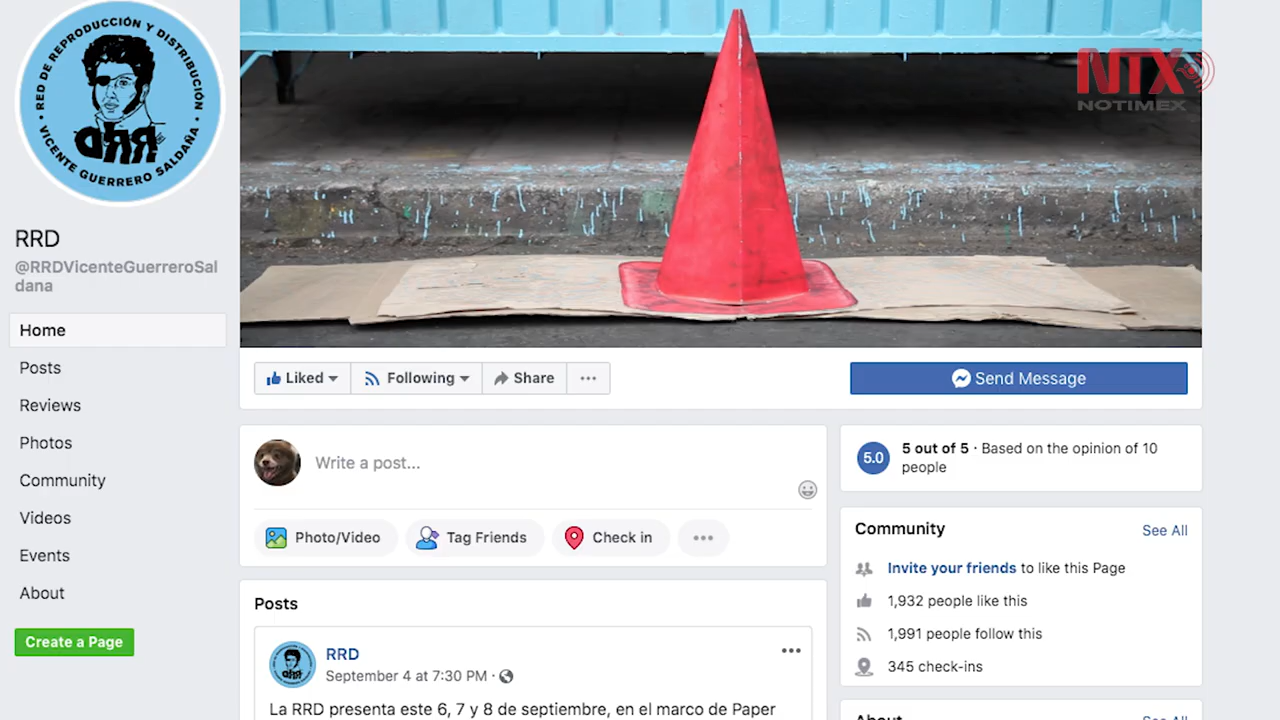 RED DE REPRODUCCIÓN Y DISTRIBUCIÓN
VICENTE GUERRERO SALDAÑA
NTX
NOTIMEX
RRD
@RRDVicenteGuerreroSal
dana
Home
Posts
Reviews
Photos
Community
Videos
Events
About
Create a Page
Liked
Following
Share
Send Message
Write a post...
Photo/Video
Tag Friends
Check in
Posts
RRD
September 4 at 7:30 PM ·
La RRD presenta este 6, 7 y 8 de septiembre, en el marco de Paper
5.0
5 out of 5 · Based on the opinion of 10
people
Community
See All
Invite your friends to like this Page
1,932 people like this
1,991 people follow this
345 check-ins
About
See All